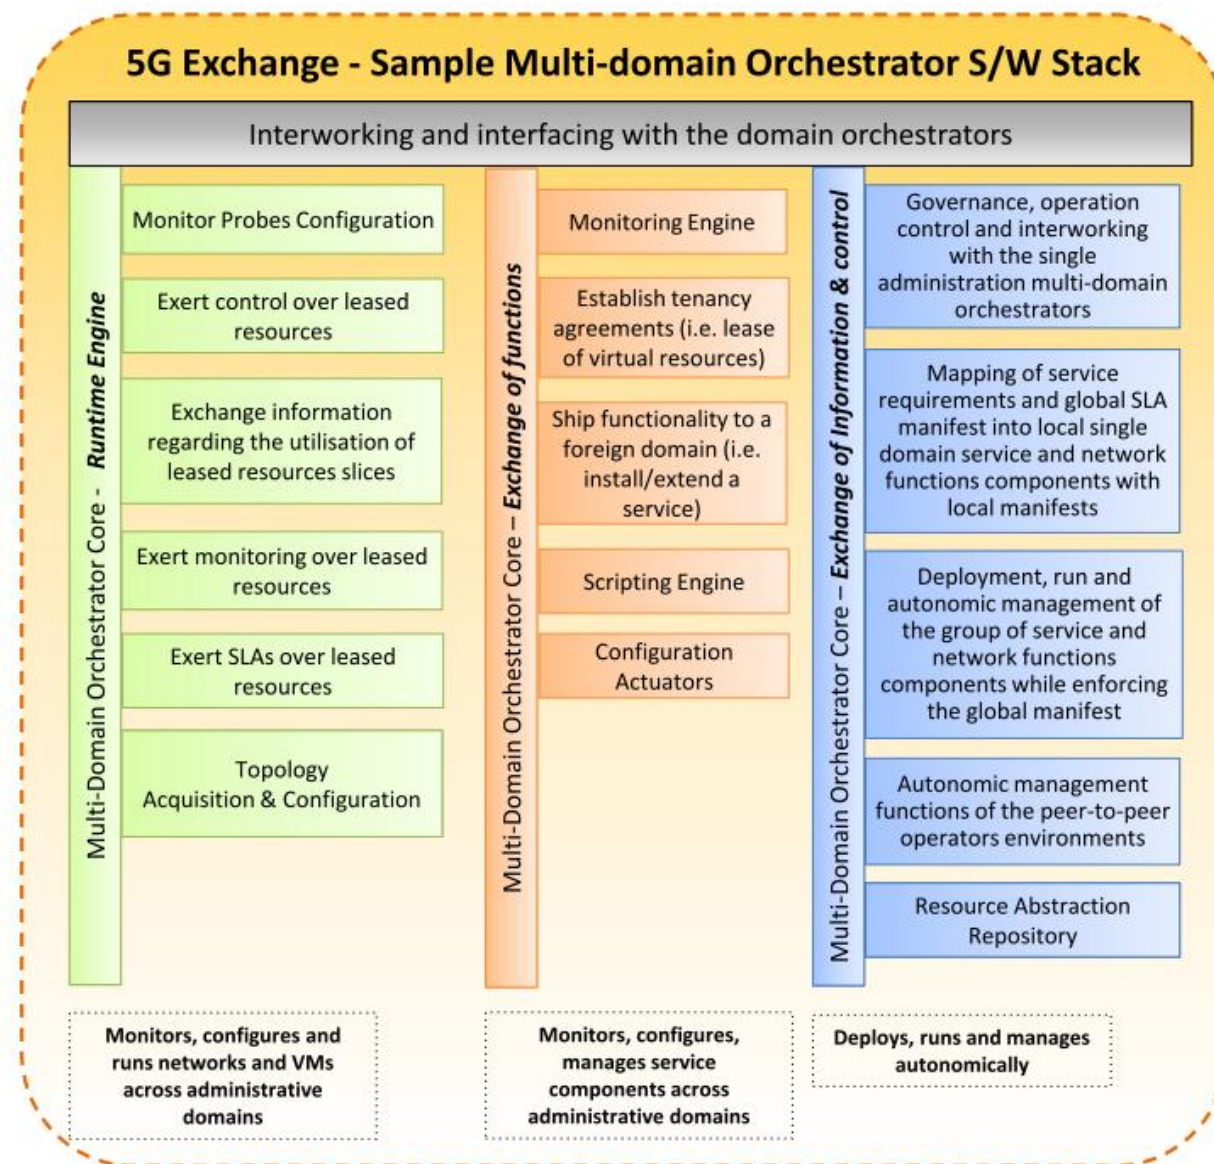 5G Exchange - Sample Multi-domain Orchestrator S/W Stack
Interworking and interfacing with the domain orchestrators
Multi-Domain Orchestrator Core - Runtime Engine
Monitor Probes Configuration
Exert control over leased
resources
Exchange information
regarding the utilisation of
leased resources slices
Exert monitoring over leased
resources
Exert SLAs over leased
resources
Topology
Acquisition & Configuration
Monitors, configures and
runs networks and VMs
across administrative
domains
Multi-Domain Orchestrator Core – Exchange of functions
Monitoring Engine
Establish tenancy
agreements (i.e. lease
of virtual resources)
Ship functionality to a
foreign domain (i.e.
install/extend a
service)
Scripting Engine
Configuration
Actuators
Monitors, configures,
manages service
components across
administrative domains
Multi-Domain Orchestrator Core – Exchange of Information & control
Governance, operation
control and interworking
with the single
administration multi-domain
orchestrators
Mapping of service
requirements and global SLA
manifest into local single
domain service and network
functions components with
local manifests
Deployment, run and
autonomic management of
the group of service and
network functions
components while enforcing
the global manifest
Autonomic management
functions of the peer-to-peer
operators environments
Resource Abstraction
Repository
Deploys, runs and manages
autonomically